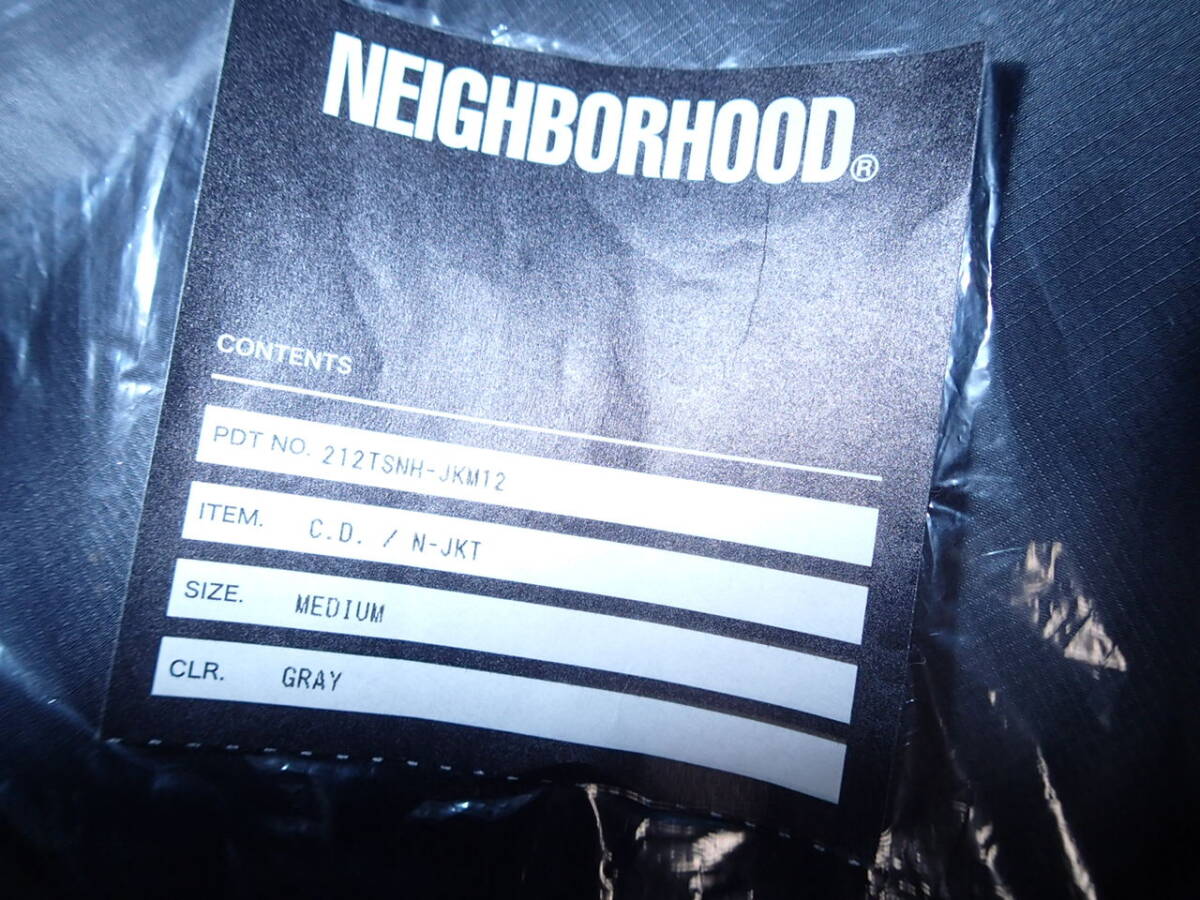 NEIGHBORHOOD®
CONTENTS
PDT NO. 212TSNH-JKM12
ITEM. C.D. / N-JKT
SIZE. MEDIUM
CLR. GRAY